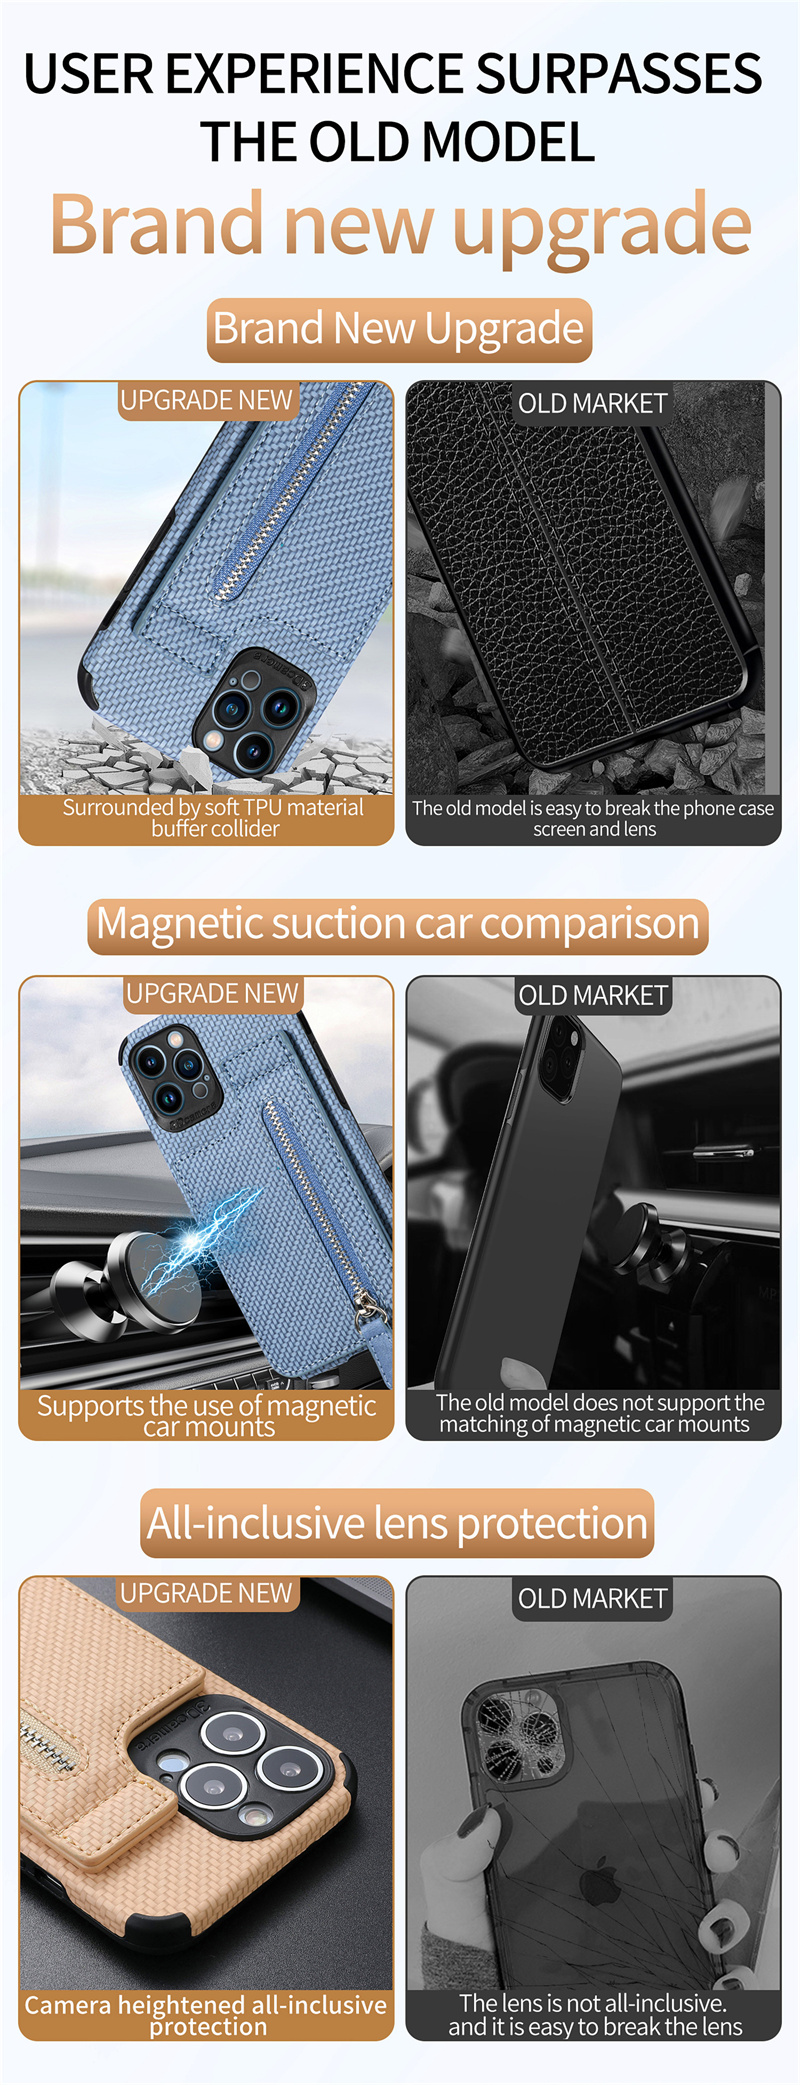 USER EXPERIENCE SURPASSES
THE OLD MODEL
Brand new upgrade
Brand New Upgrade
UPGRADE NEW
OLD MARKET
Surrounded by soft TPU material
buffer collider
The old model is easy to break the phone case
screen and lens
Magnetic suction car comparison
UPGRADE NEW
OLD MARKET
Supports the use of magnetic
car mounts
The old model does not support the
matching of magnetic car mounts
All-inclusive lens protection
UPGRADE NEW
OLD MARKET
Camera heightened all-inclusive
protection
The lens is not all-inclusive.
and it is easy to break the lens